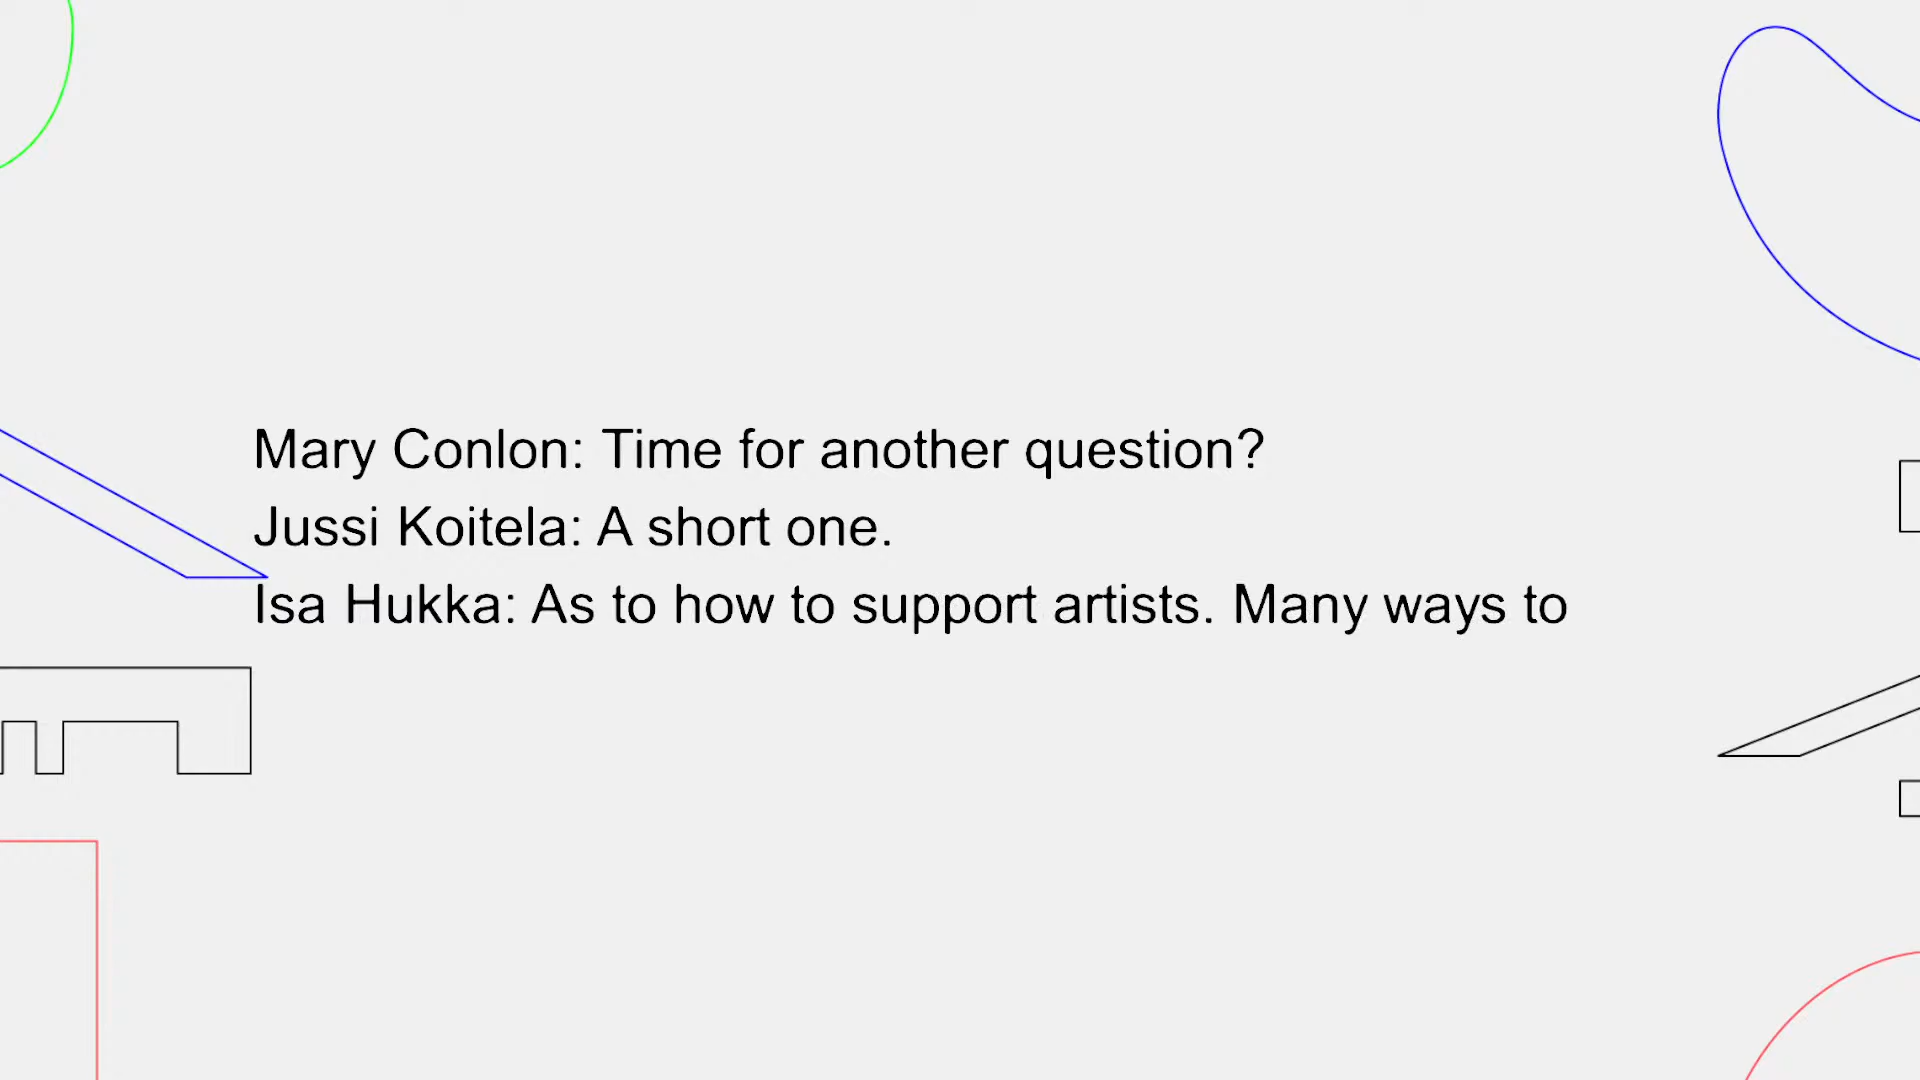 Mary Conlon: Time for another question?
Jussi Koitela: A short one.
Isa Hukka: As to how to support artists. Many ways to